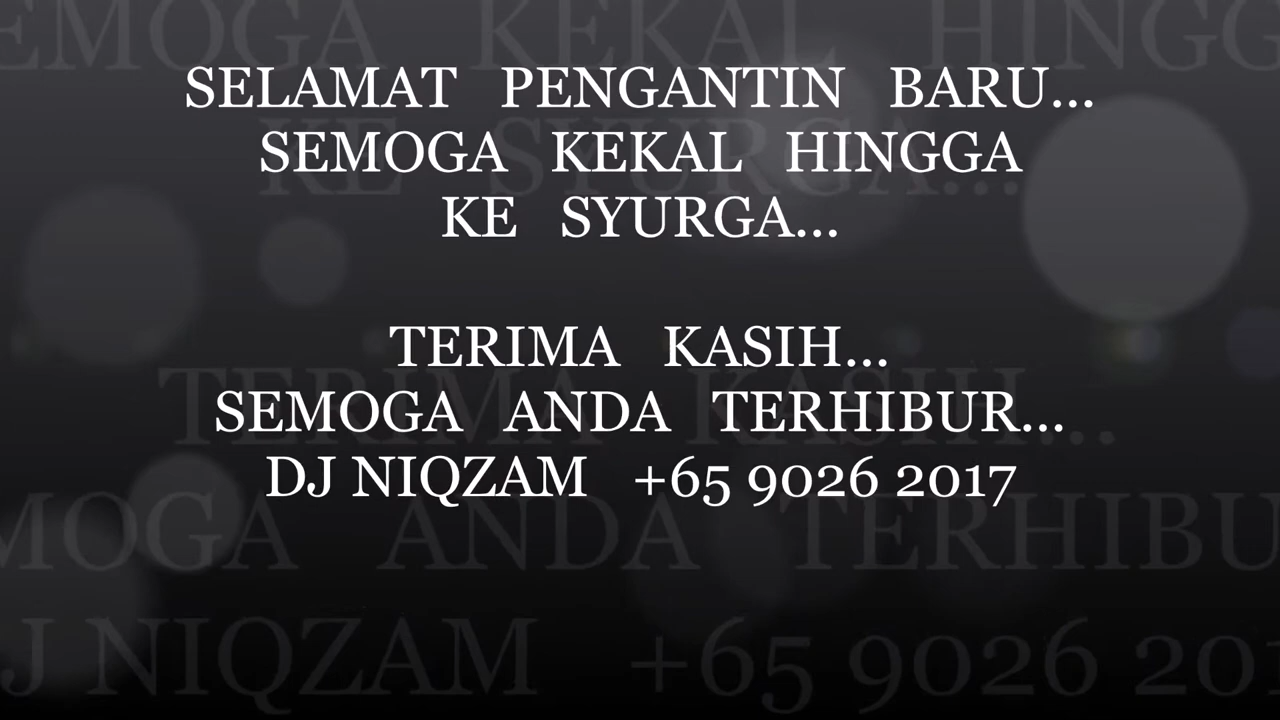 SELAMAT PENGANTIN BARU...
SEMOGA KEKAL HINGGA
KE SYURGA...
TERIMA KASIH...
SEMOGA ANDA TERHIBUR...
DJ NIQZAM +65 9026 2017